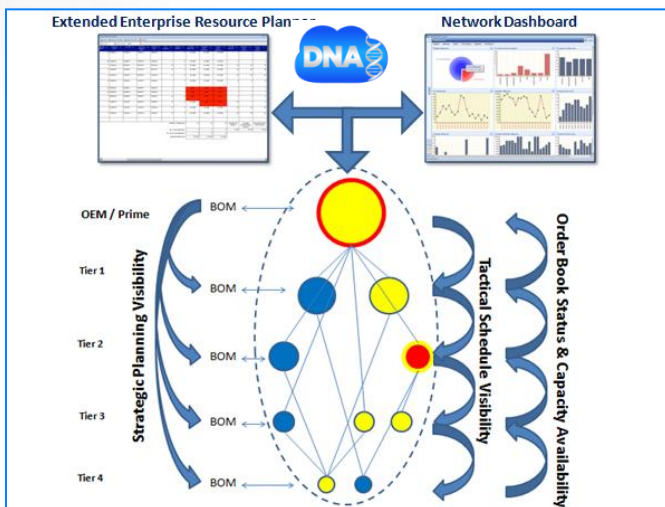 Extended Enterprise Resource Planner
Network Dashboard
DNA
OEM / Prime
BOM
Tier 1
BOM
Tier 2
BOM
Tier 3
BOM
Tier 4
BOM
Strategic Planning Visibility
Tactical Schedule Visibility
Order Book Status & Capacity Availability